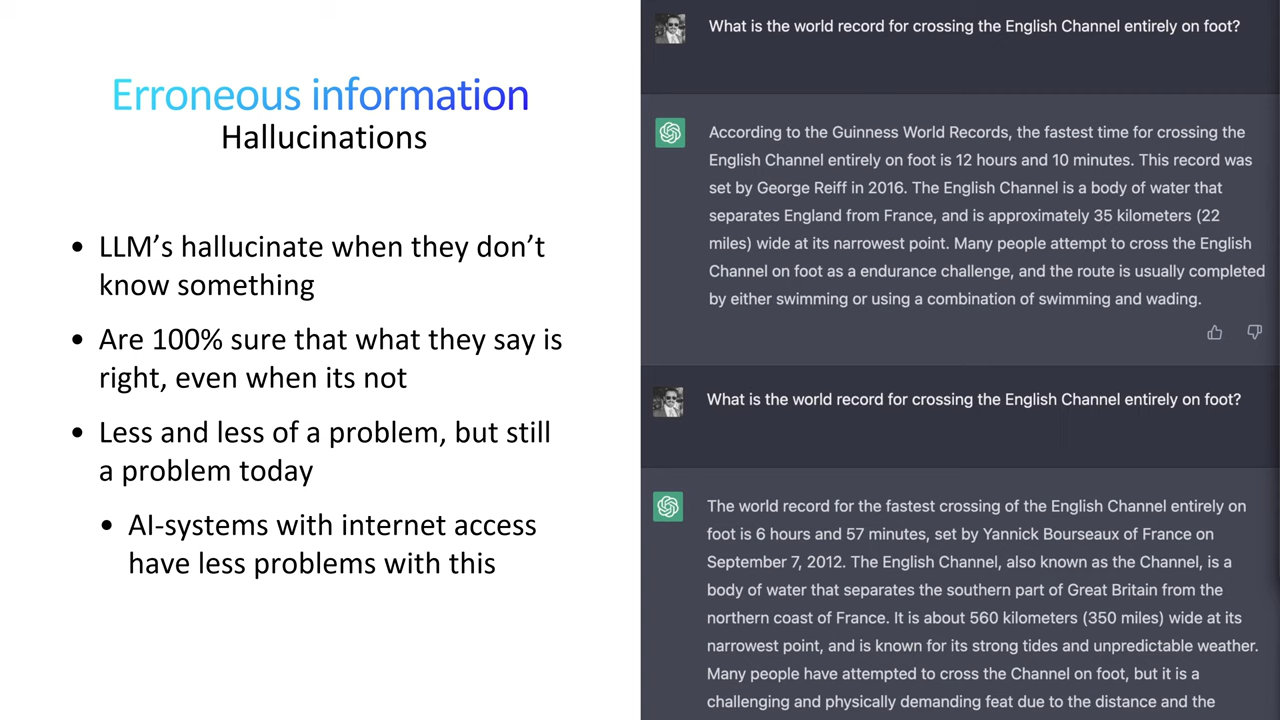 Erroneous information
Hallucinations
• LLM’s hallucinate when they don’t
know something
• Are 100% sure that what they say is
right, even when its not
• Less and less of a problem, but still
a problem today
• AI-systems with internet access
have less problems with this
What is the world record for crossing the English Channel entirely on foot?
According to the Guinness World Records, the fastest time for crossing the
English Channel entirely on foot is 12 hours and 10 minutes. This record was
set by George Reiff in 2016. The English Channel is a body of water that
separates England from France, and is approximately 35 kilometers (22
miles) wide at its narrowest point. Many people attempt to cross the English
Channel on foot as a endurance challenge, and the route is usually completed
by either swimming or using a combination of swimming and wading.
What is the world record for crossing the English Channel entirely on foot?
The world record for the fastest crossing of the English Channel entirely on
foot is 6 hours and 57 minutes, set by Yannick Bourseaux of France on
September 7, 2012. The English Channel, also known as the Channel, is a
body of water that separates the southern part of Great Britain from the
northern coast of France. It is about 560 kilometers (350 miles) wide at its
narrowest point, and is known for its strong tides and unpredictable weather.
Many people have attempted to cross the Channel on foot, but it is a
challenging and physically demanding feat due to the distance and the